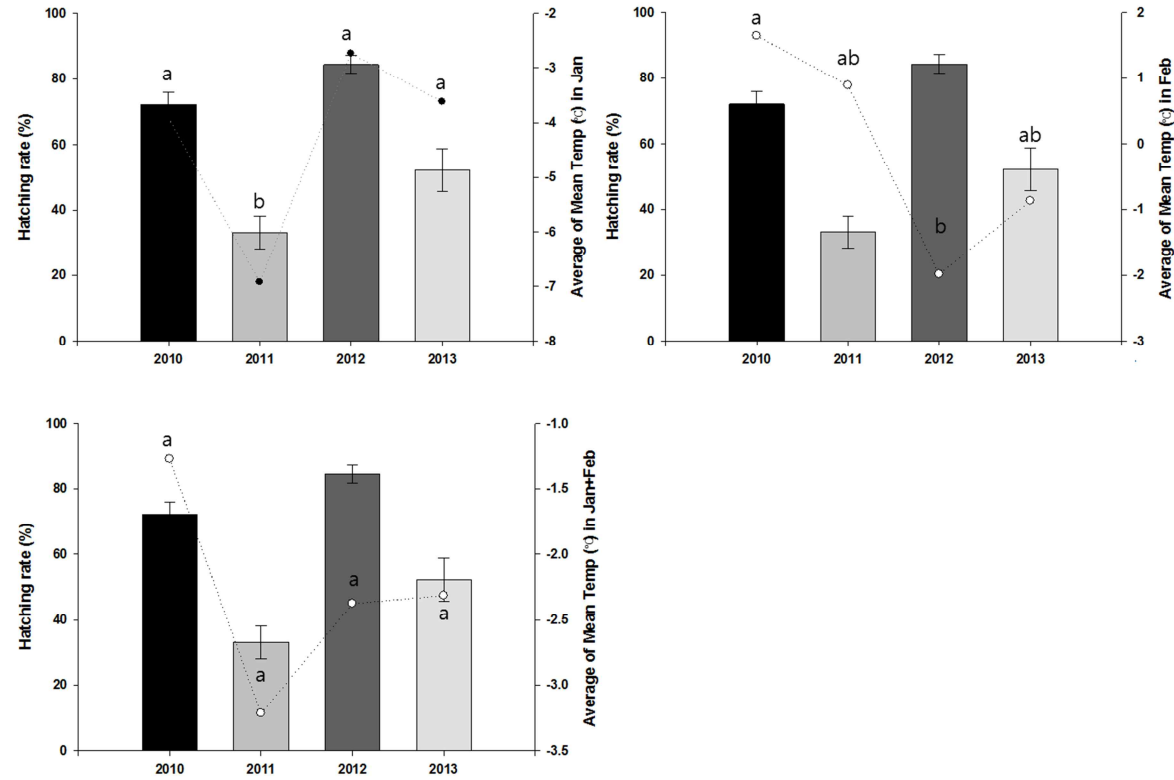 100
80
60
40
20
0
Hatching rate (%)
a
b
a
a
-2
-3
-4
-5
-6
-7
-8
Average of Mean Temp (℃) in Jan
2010 2011 2012 2013
100
80
60
40
20
0
Hatching rate (%)
a
ab
b
ab
2
1
0
-1
-2
-3
Average of Mean Temp (℃) in Feb
2010 2011 2012 2013
100
80
60
40
20
0
Hatching rate (%)
a
a
a
a
-1.0
-1.5
-2.0
-2.5
-3.0
-3.5
Average of Mean Temp (℃) in Jan+Feb
2010 2011 2012 2013